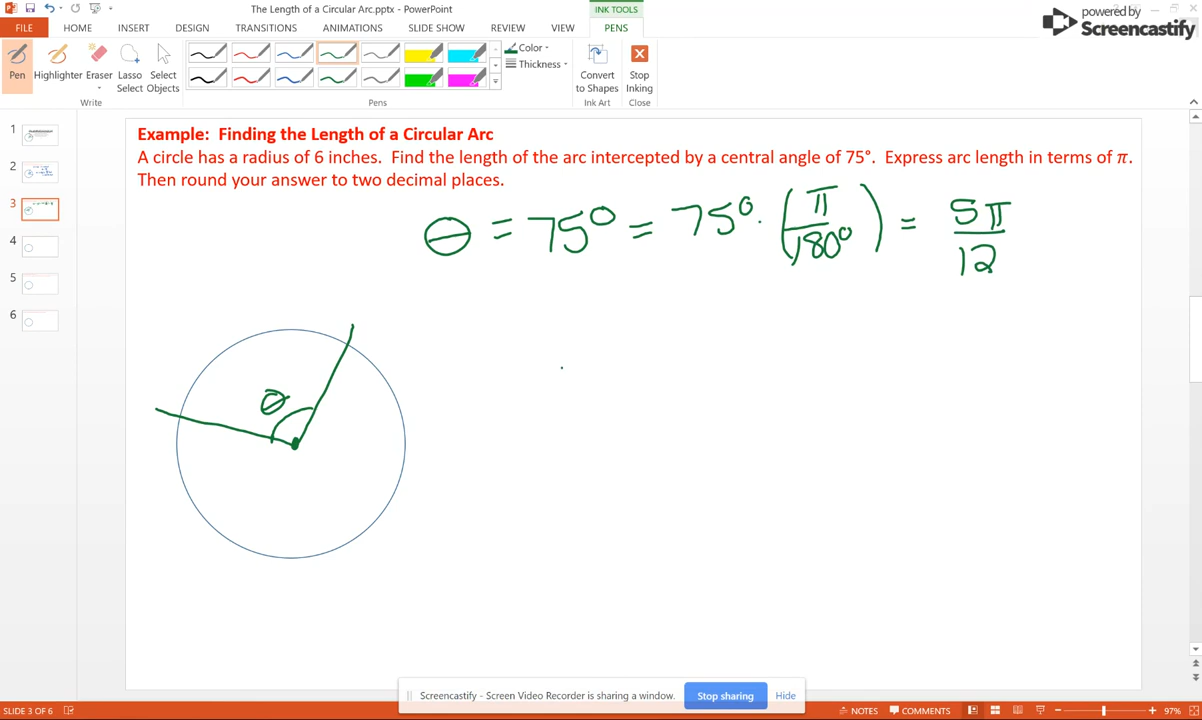 The Length of a Circular Arc.pptx - PowerPoint
INK TOOLS
powered by
Screencastify
FILE HOME INSERT DESIGN TRANSITIONS ANIMATIONS SLIDE SHOW REVIEW VIEW PENS
Pen Highlighter Eraser Lasso Select Select Objects
Color
Thickness
Convert to Shapes
Stop Inking
Write
Pens
Ink Art
Close
1
2
3
4
5
6
Example: Finding the Length of a Circular Arc
A circle has a radius of 6 inches. Find the length of the arc intercepted by a central angle of 75°. Express arc length in terms of π.
Then round your answer to two decimal places.
θ = 75° = 75° · (π/180°) = 5π/12
θ
Screencastify - Screen Video Recorder is sharing a window. Stop sharing Hide
SLIDE 3 OF 6
NOTES COMMENTS
97%